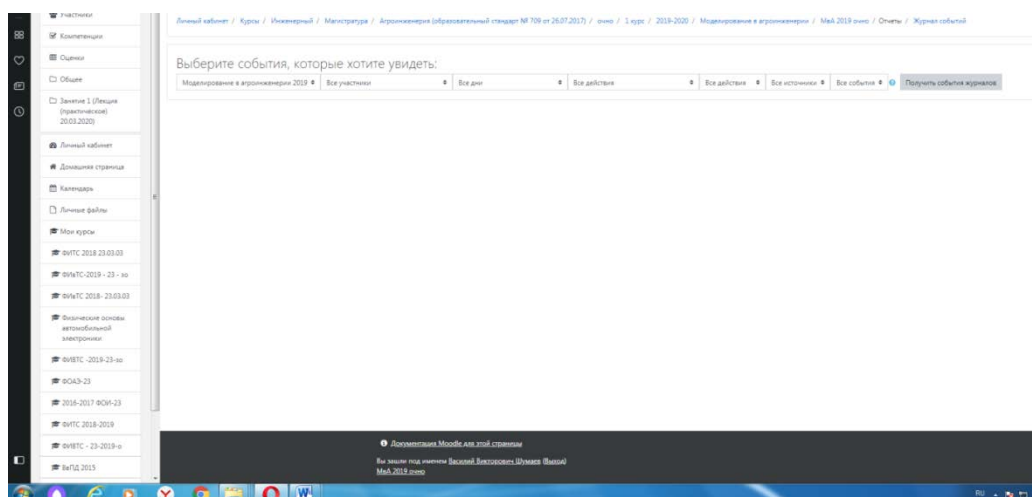 Участники
Личный кабинет / Курсы / Инженерный / Магистратура / Агроинженерия (образовательный стандарт № 709 от 26.07.2017) / очно / 1 курс / 2019-2020 / Моделирование в агроинженерии / МвА 2019 очно / Отчеты / Журнал событий
Компетенции
Оценки
Выберите события, которые хотите увидеть:
Общее
Моделирование в агроинженерии 2019 Все участники Все дни Все действия Все действия Все источники Все события Получить события журналов
Занятие 1 (Лекция
(практическое)
20.03.2020)
Личный кабинет
Домашняя страница
Календарь
Личные файлы
Мои курсы
ФИТС 2018 23.03.03
ФИвТС-2019 - 23 - зо
ФИвТС 2018- 23.03.03
Физические основы
автомобильной
электроники
ФИВТС -2019-23-зо
ФОАЭ-23
2016-2017 ФОИ-23
ФИТС 2018-2019
ФИВТС - 23-2019-о
Документация Moodle для этой страницы
ВвПД 2015
Вы зашли под именем Василий Викторович Шумаев (Выход)
МвА 2019 очно
RU